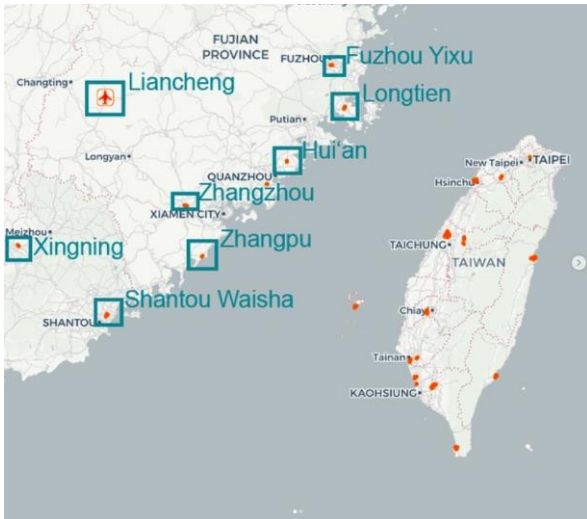 FUJIAN
PROVINCE
FUZHOU
Fuzhou Yixu
Changting
Liancheng
Longtien
Putian
Hui'an
Longyan
New Taipei
TAIPEI
QUANZHOU
Hsinchu
Zhangzhou
XIAMEN CITY
Meizhou
Xingning
Zhangpu
TAICHUNG
TAIWAN
Shantou Waisha
SHANTOU
Chiayi
Tainan
KAOHSIUNG